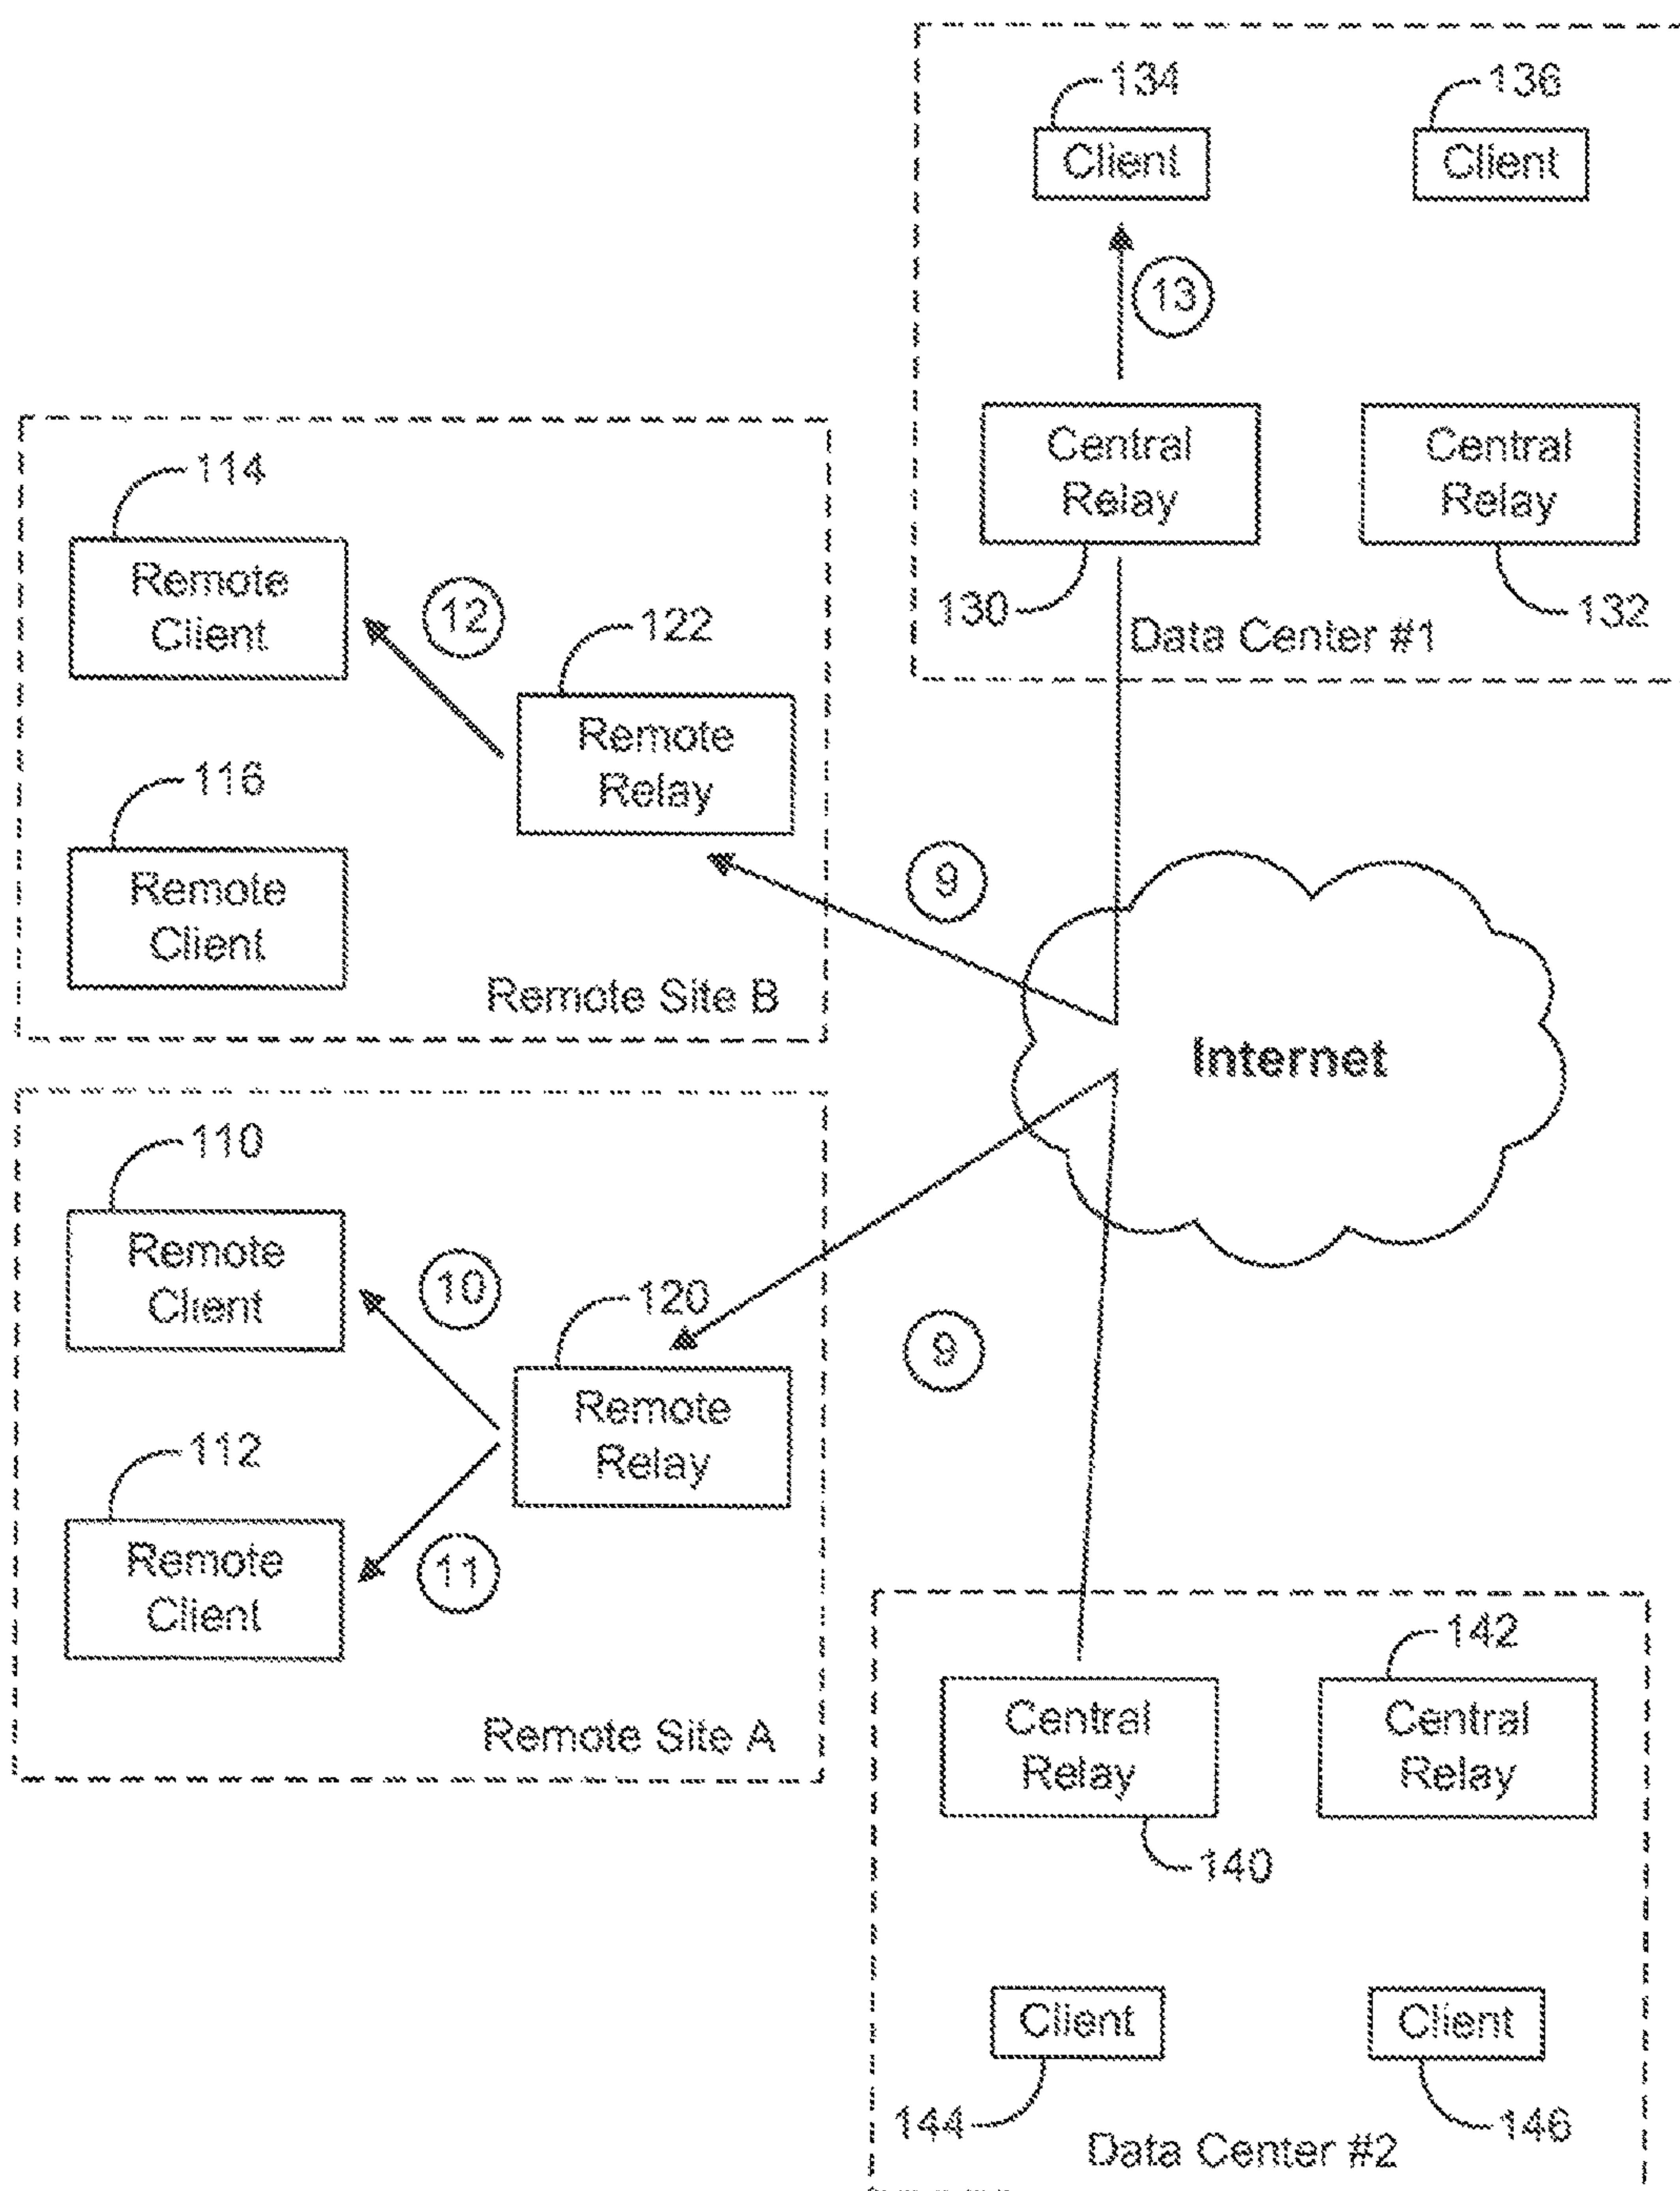 134
136
Client
Client
13
Central
Relay
Central
Relay
130
132
Data Center #1
114
Remote
Client
12
122
Remote
Relay
116
Remote
Client
Remote Site B
9
Internet
110
Remote
Client
10
120
Remote
Relay
112
Remote
Client
11
Remote Site A
9
142
Central
Relay
Central
Relay
140
Client
Client
144
146
Data Center #2